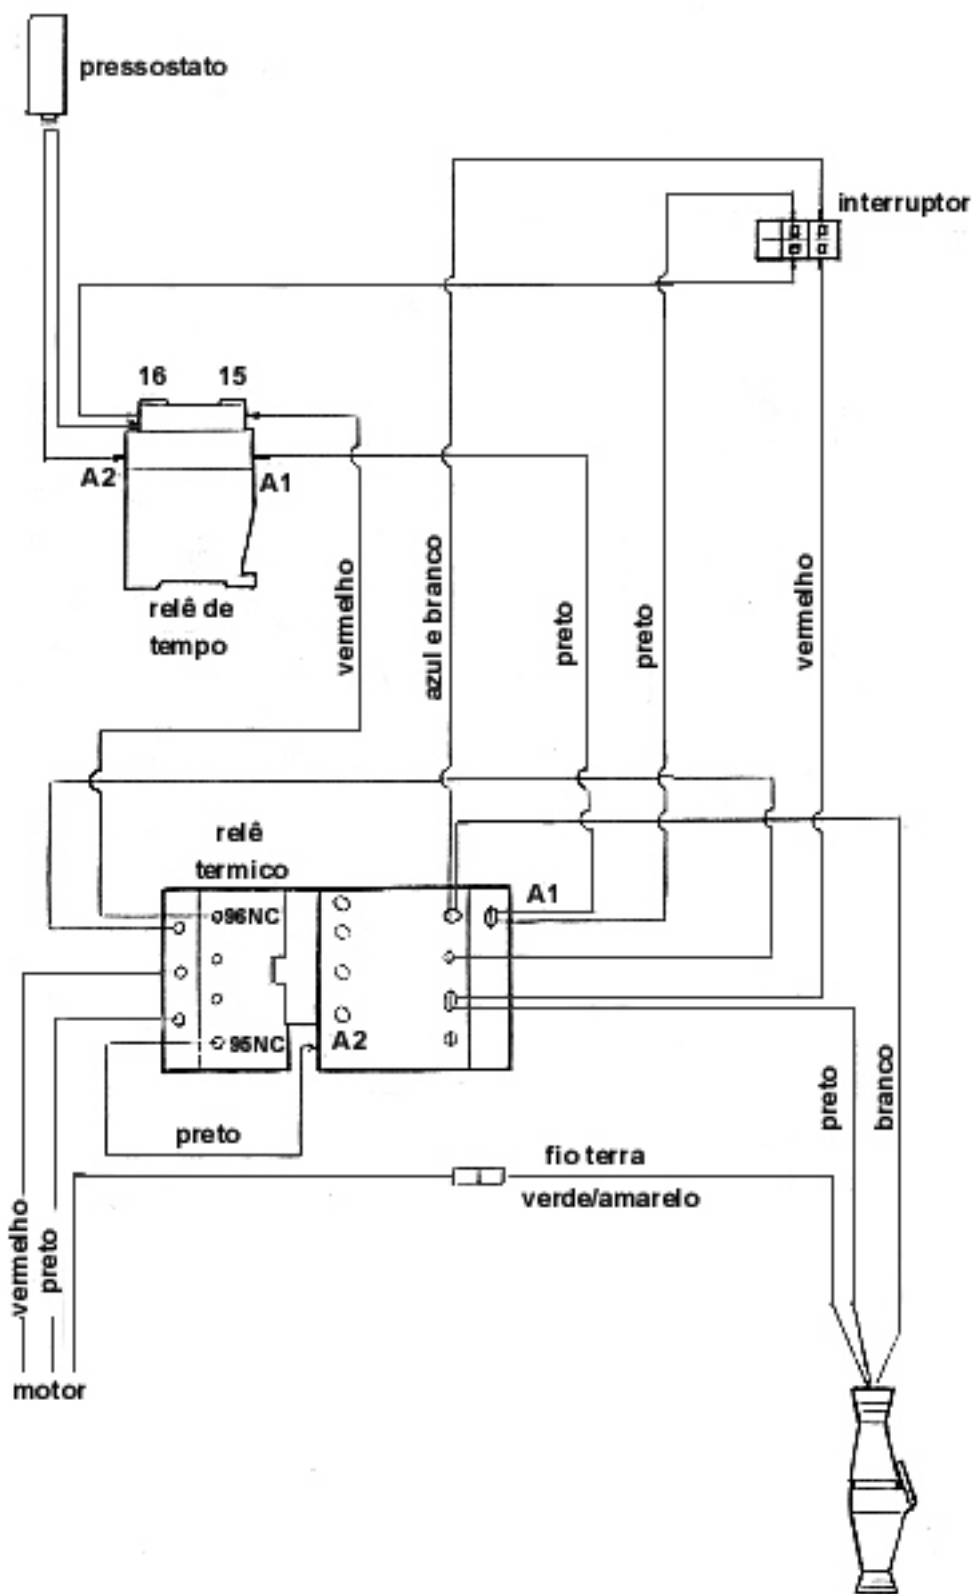 pressostato
interruptor
16
15
A2
A1
relê de
tempo
vermelho
azul e branco
preto
preto
vermelho
relê
termico
96NC
A1
95NC
A2
preto
fio terra
verde/amarelo
preto
branco
vermelho
preto
motor